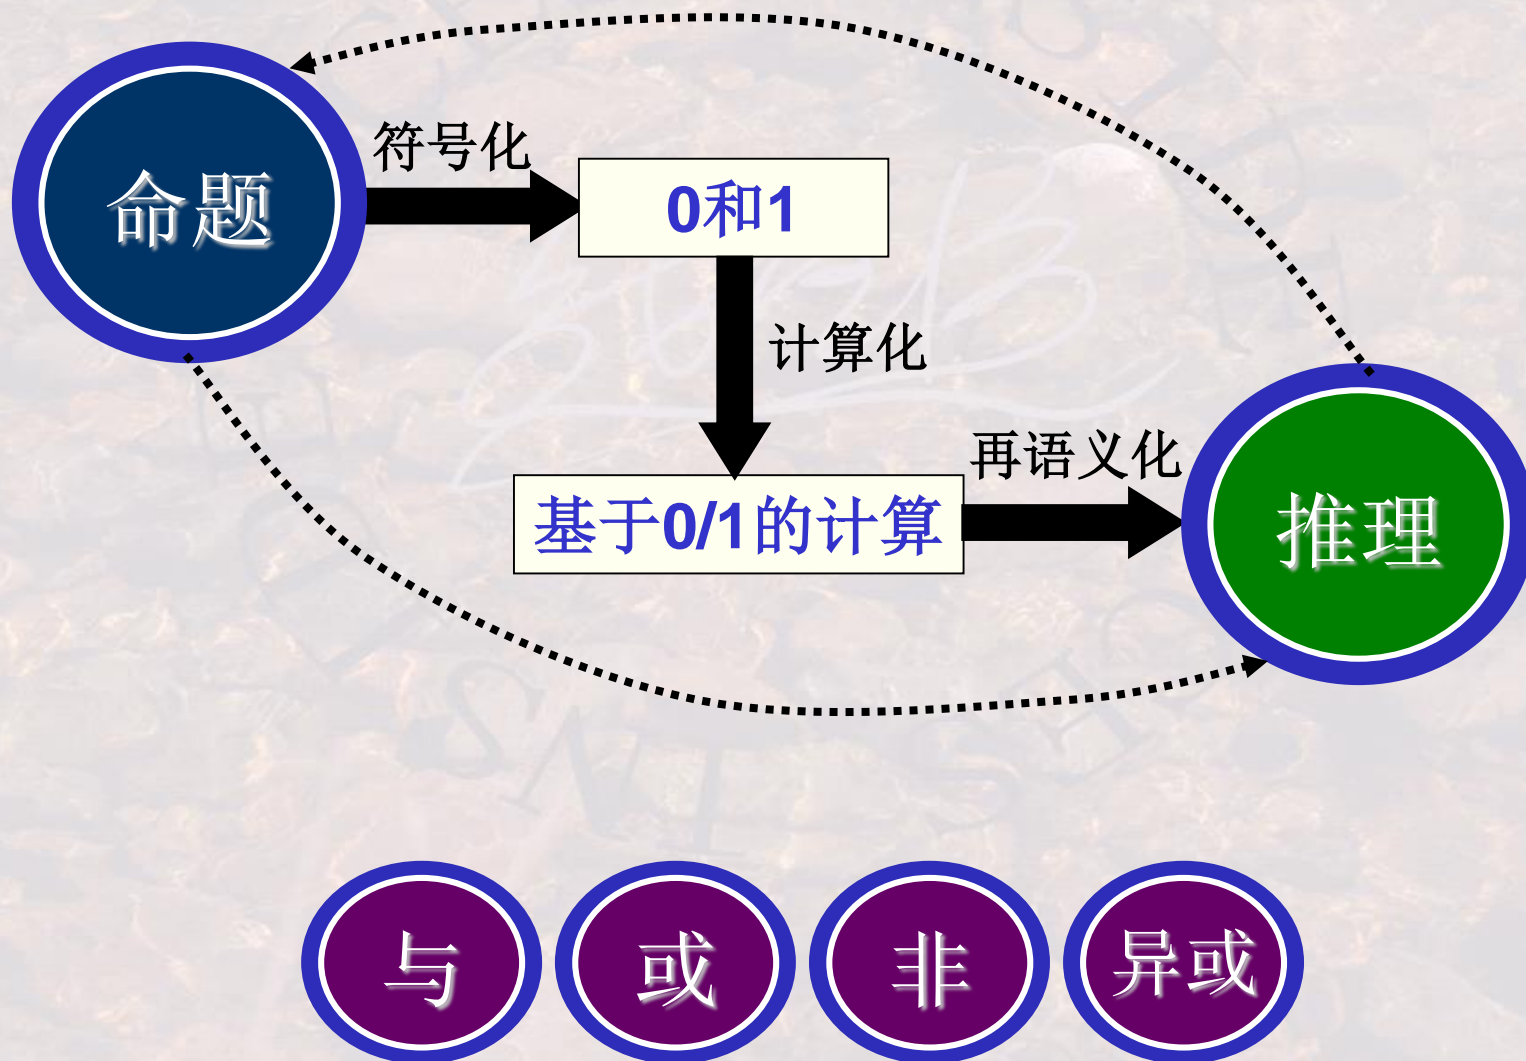 命题
符号化
0和1
计算化
再语义化
基于0/1的计算
推理
与
或
非
异或